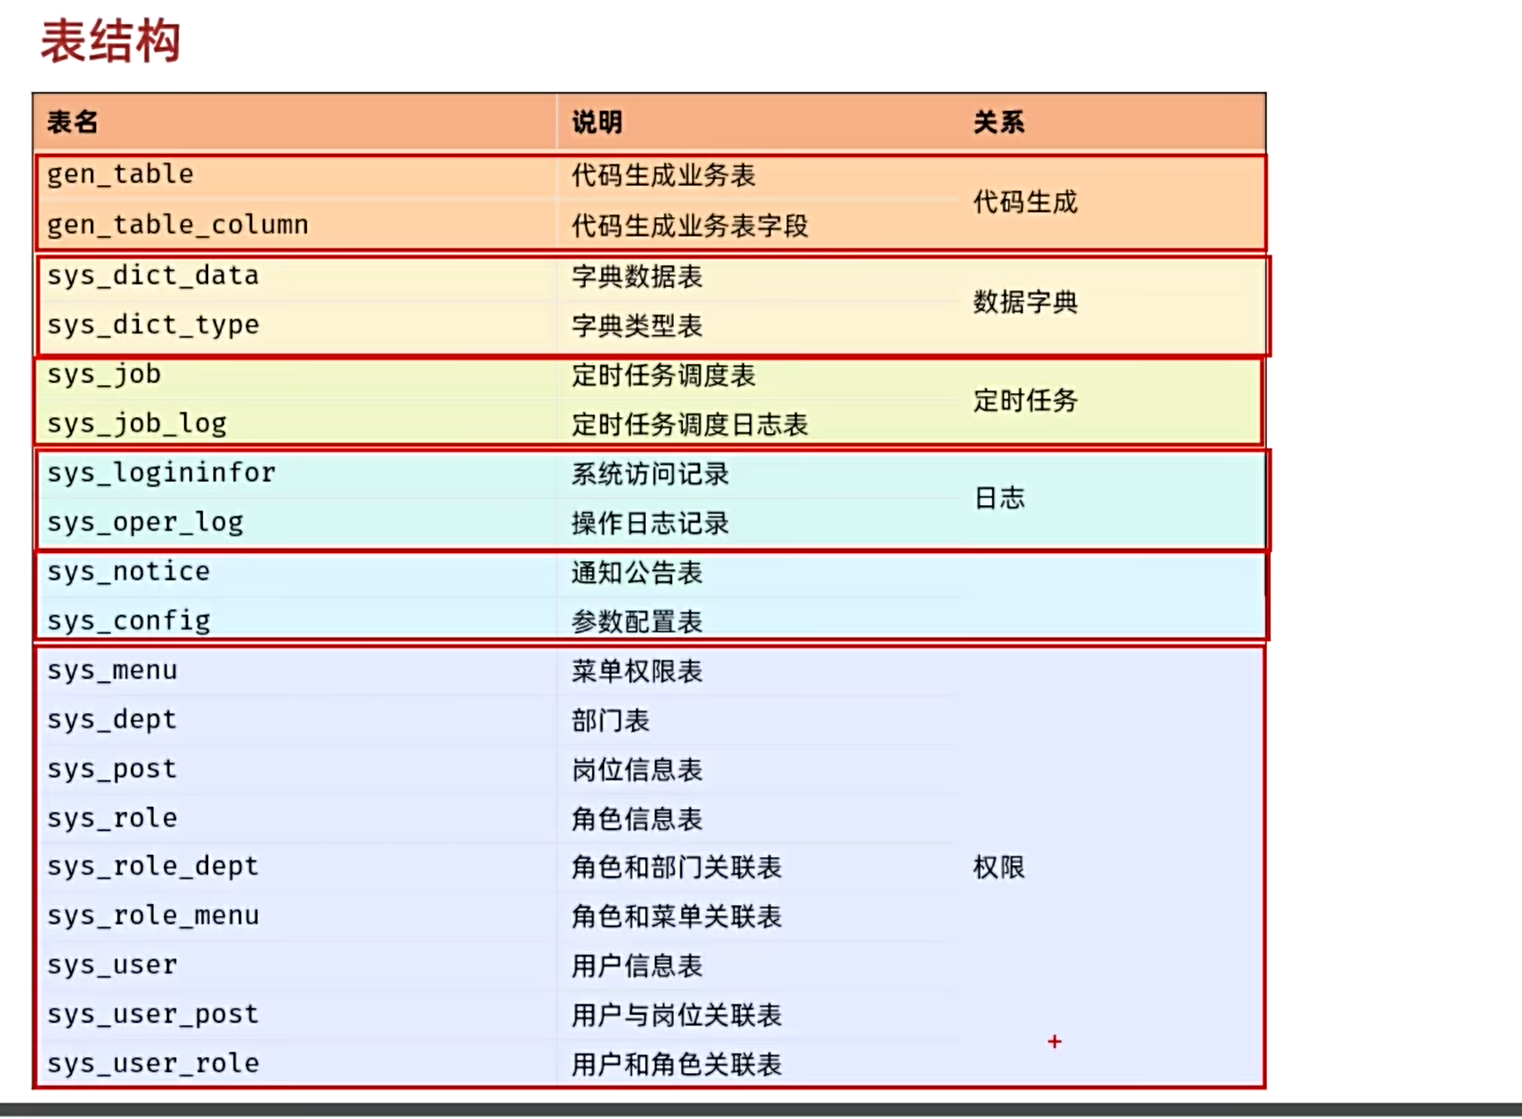 表结构
表名 说明 关系
gen_table 代码生成业务表 代码生成
gen_table_column 代码生成业务表字段
sys_dict_data 字典数据表 数据字典
sys_dict_type 字典类型表
sys_job 定时任务调度表 定时任务
sys_job_log 定时任务调度日志表
sys_logininfor 系统访问记录 日志
sys_oper_log 操作日志记录
sys_notice 通知公告表
sys_config 参数配置表
sys_menu 菜单权限表
sys_dept 部门表
sys_post 岗位信息表
sys_role 角色信息表
sys_role_dept 角色和部门关联表 权限
sys_role_menu 角色和菜单关联表
sys_user 用户信息表
sys_user_post 用户与岗位关联表
sys_user_role 用户和角色关联表